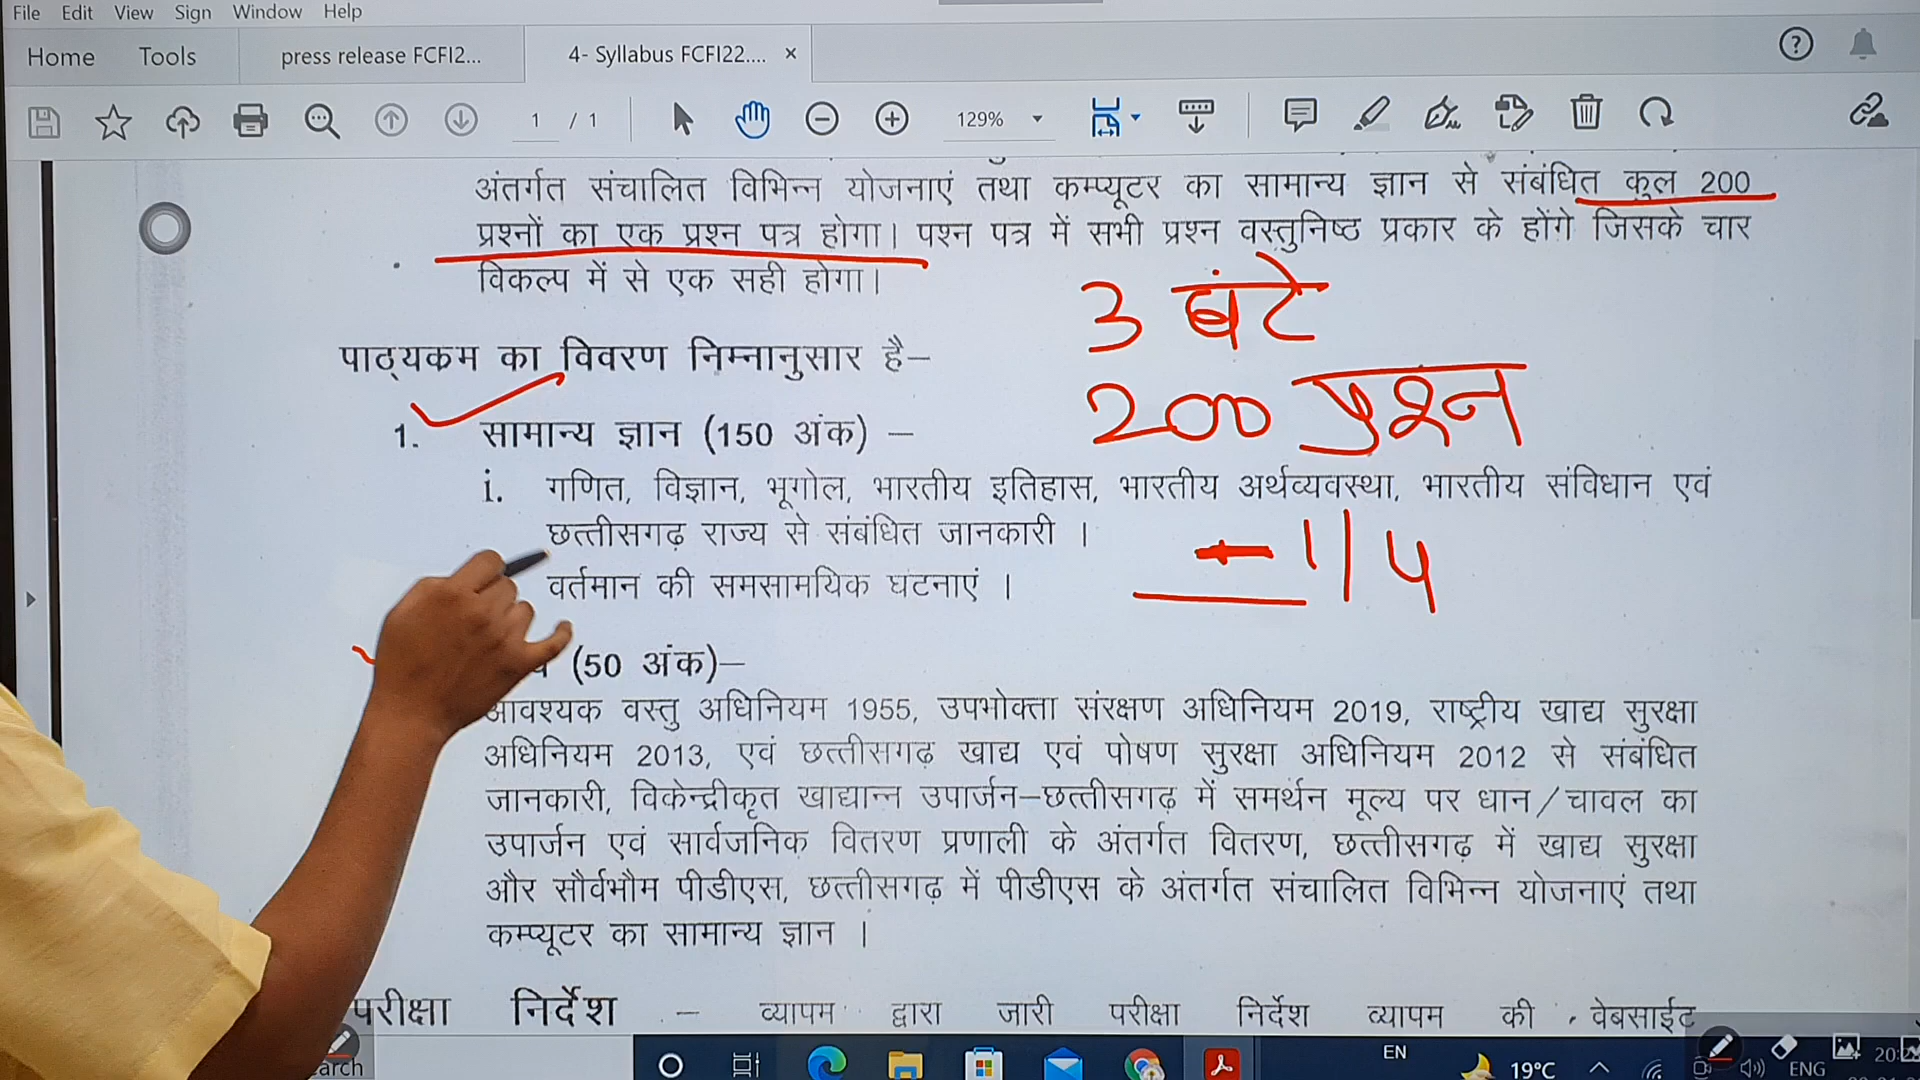 File Edit View Sign Window Help
Home Tools press release FCFI2... 4- Syllabus FCFI22.... ×
1 / 1 129%
अंतर्गत संचालित विभिन्न योजनाएं तथा कम्प्यूटर का सामान्य ज्ञान से संबंधित कुल 200
प्रश्नों का एक प्रश्न पत्र होगा। पश्न पत्र में सभी प्रश्न वस्तुनिष्ठ प्रकार के होंगे जिसके चार
विकल्प में से एक सही होगा।
3 घंटे
पाठ्यकम का विवरण निम्नानुसार है–
200 प्रश्न
1. सामान्य ज्ञान (150 अंक) –
i. गणित, विज्ञान, भूगोल, भारतीय इतिहास, भारतीय अर्थव्यवस्था, भारतीय संविधान एवं
छत्तीसगढ़ राज्य से संबंधित जानकारी ।
– 1/4
वर्तमान की समसामयिक घटनाएं ।
(50 अंक)–
आवश्यक वस्तु अधिनियम 1955, उपभोक्ता संरक्षण अधिनियम 2019, राष्ट्रीय खाद्य सुरक्षा
अधिनियम 2013, एवं छत्तीसगढ़ खाद्य एवं पोषण सुरक्षा अधिनियम 2012 से संबंधित
जानकारी, विकेन्द्रीकृत खाद्यान्न उपार्जन–छत्तीसगढ़ में समर्थन मूल्य पर धान/चावल का
उपार्जन एवं सार्वजनिक वितरण प्रणाली के अंतर्गत वितरण, छत्तीसगढ़ में खाद्य सुरक्षा
और सौर्वभौम पीडीएस, छत्तीसगढ़ में पीडीएस के अंतर्गत संचालित विभिन्न योजनाएं तथा
कम्प्यूटर का सामान्य ज्ञान ।
परीक्षा निर्देश – व्यापम द्वारा जारी परीक्षा निर्देश व्यापम की वेबसाईट
EN 19°C ENG